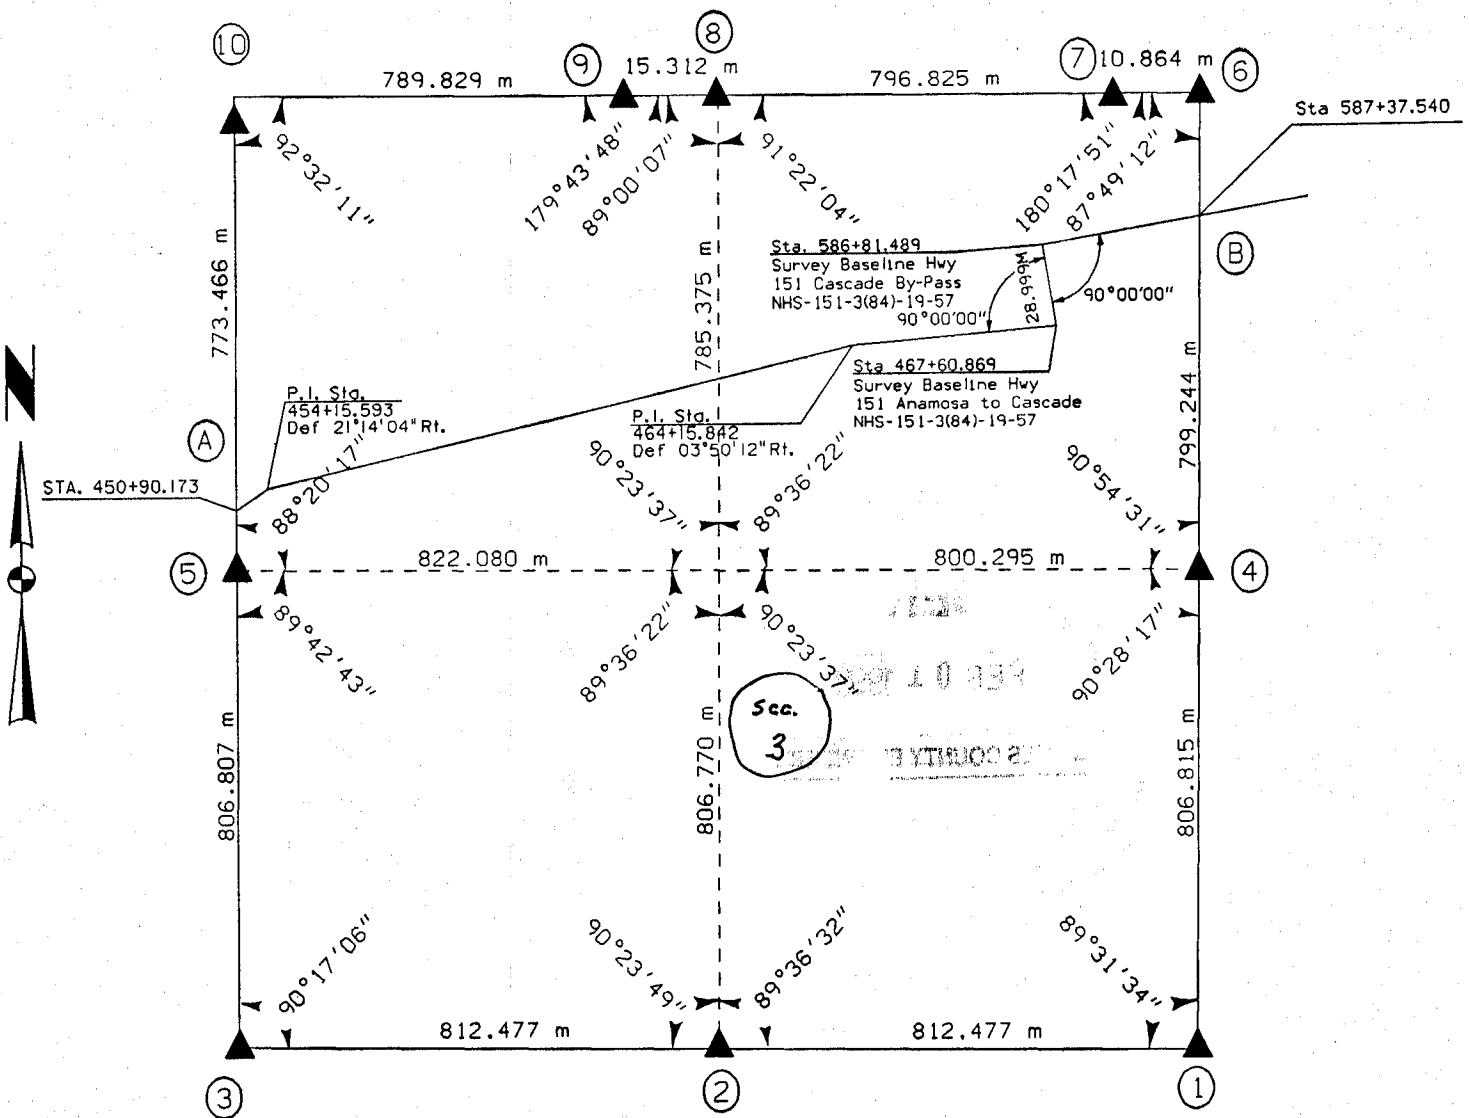 10
9
8
7
6
789.829 m
15.312 m
796.825 m
10.864 m
Sta 587+37.540
92°32'11"
179°43'48"
89°00'07"
91°22'04"
180°17'51"
87°49'12"
773.466 m
785.375 m
799.244 m
Sta. 586+81.489
Survey Baseline Hwy
151 Cascade By-Pass
NHS-151-3(84)-19-57
90°00'00"
28.999M
90°00'00"
B
N
P.I. Sta.
454+15.593
Def 21°14'04"Rt.
A
STA. 450+90.173
P.I. Sta.
464+15.842
Def 03°50'12"Rt.
Sta 467+60.869
Survey Baseline Hwy
151 Anamosa to Cascade
NHS-151-3(84)-19-57
88°20'17"
90°23'37"
89°36'22"
90°54'31"
5
822.080 m
800.295 m
4
89°42'43"
89°36'22"
90°23'37"
90°28'17"
Sec.
3
806.807 m
806.770 m
806.815 m
90°17'06"
90°23'49"
89°36'32"
89°31'34"
812.477 m
812.477 m
3
2
1